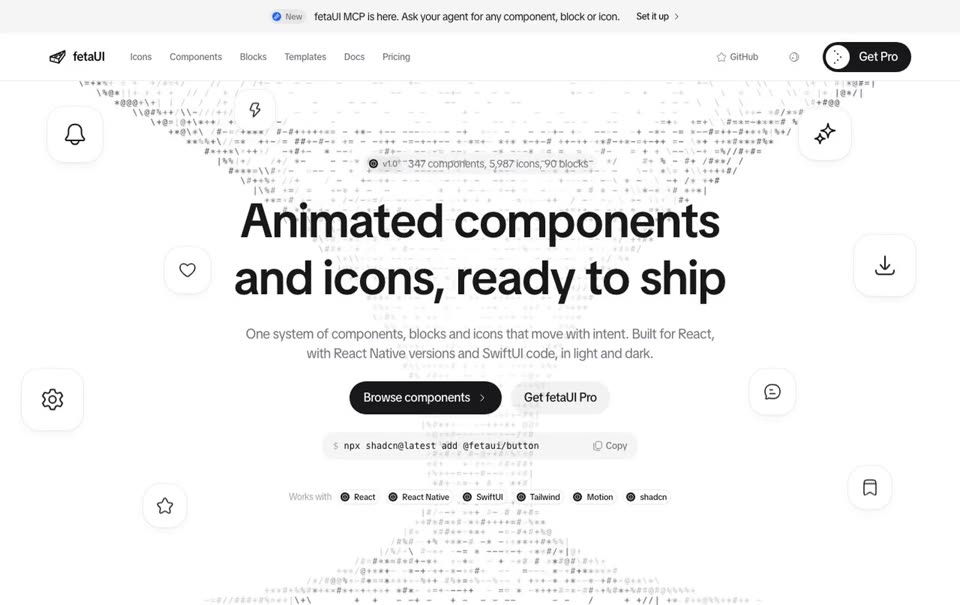 New fetaUI MCP is here. Ask your agent for any component, block or icon. Set it up
fetaUI Icons Components Blocks Templates Docs Pricing GitHub Get Pro
v1.0 347 components, 5,987 icons, 90 blocks
Animated components
and icons, ready to ship
One system of components, blocks and icons that move with intent. Built for React,
with React Native versions and SwiftUI code, in light and dark.
Browse components Get fetaUI Pro
$ npx shadcn@latest add @fetaui/button Copy
Works with React React Native SwiftUI Tailwind Motion shadcn